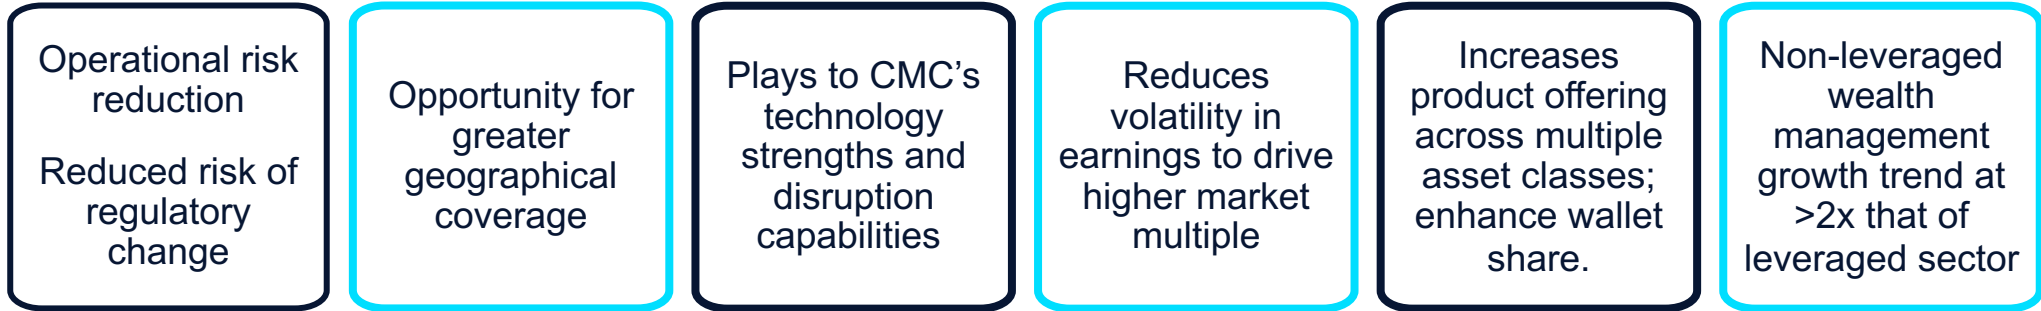 Operational risk
reduction
Reduced risk of
regulatory
change
Opportunity for
greater
geographical
coverage
Plays to CMC’s
technology
strengths and
disruption
capabilities
Reduces
volatility in
earnings to drive
higher market
multiple
Increases
product offering
across multiple
asset classes;
enhance wallet
share.
Non-leveraged
wealth
management
growth trend at
>2x that of
leveraged sector